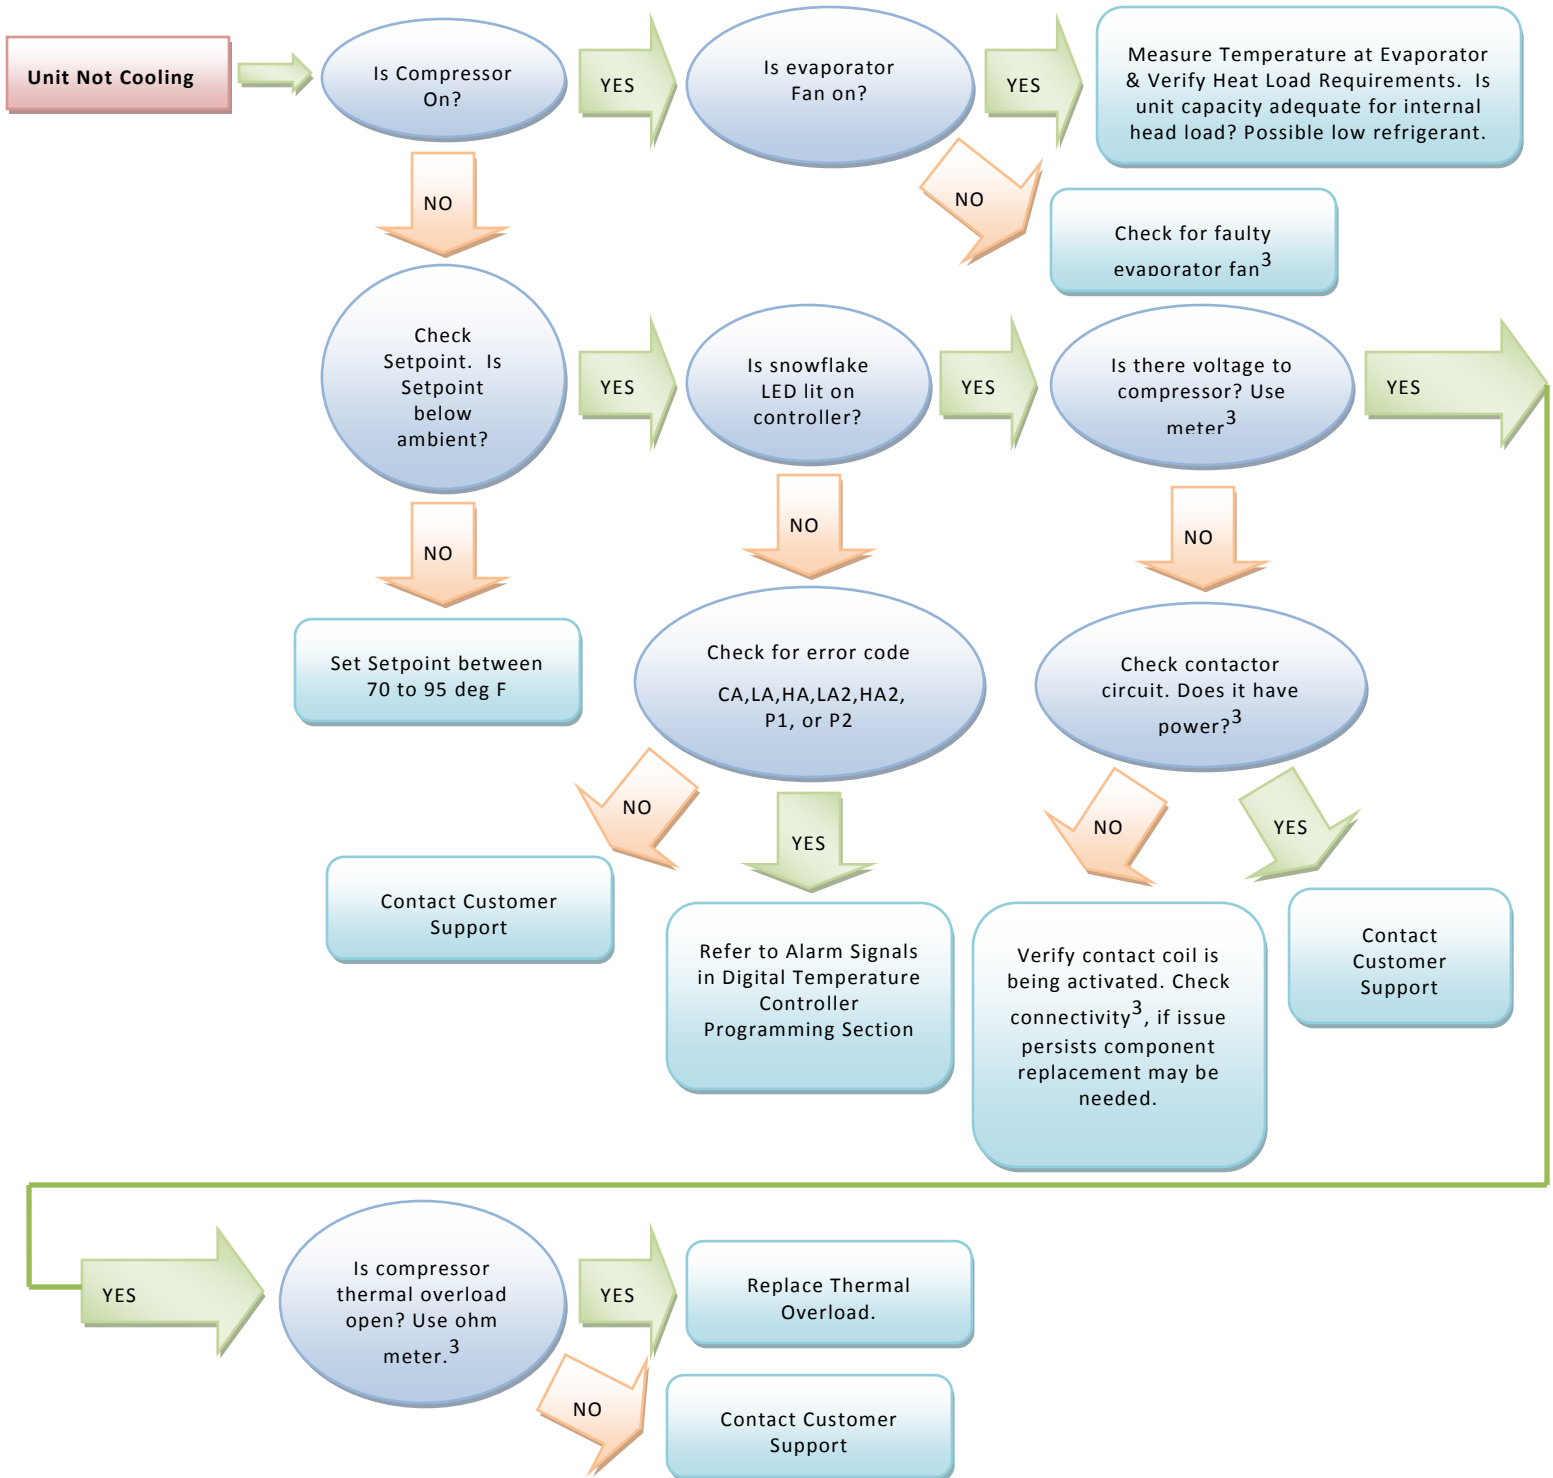 Unit Not Cooling
Is Compressor
On?
YES
Is evaporator
Fan on?
YES
Measure Temperature at Evaporator
& Verify Heat Load Requirements. Is
unit capacity adequate for internal
head load? Possible low refrigerant.
NO
NO
Check for faulty
evaporator fan3
Check
Setpoint. Is
Setpoint
below
ambient?
YES
Is snowflake
LED lit on
controller?
YES
Is there voltage to
compressor? Use
meter3
YES
NO
NO
NO
Set Setpoint between
70 to 95 deg F
Check for error code
CA,LA,HA,LA2,HA2,
P1, or P2
Check contactor
circuit. Does it have
power?3
NO
YES
NO
YES
Contact Customer
Support
Refer to Alarm Signals
in Digital Temperature
Controller
Programming Section
Verify contact coil is
being activated. Check
connectivity3, if issue
persists component
replacement may be
needed.
Contact
Customer
Support
YES
Is compressor
thermal overload
open? Use ohm
meter.3
YES
Replace Thermal
Overload.
NO
Contact Customer
Support